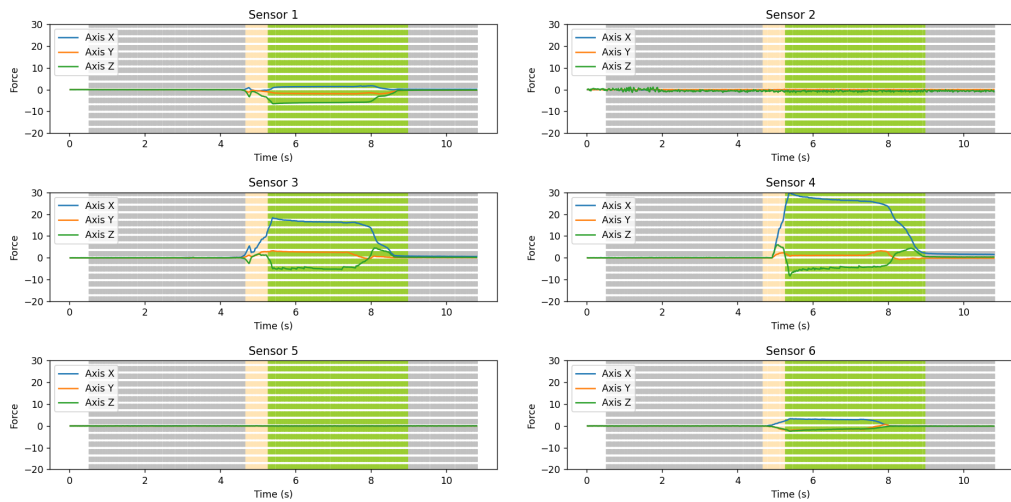 Sensor 1
30
20
10
0
−10
−20
Force
Axis X
Axis Y
Axis Z
0 2 4 6 8 10
Time (s)
Sensor 2
30
20
10
0
−10
−20
Force
Axis X
Axis Y
Axis Z
0 2 4 6 8 10
Time (s)
Sensor 3
30
20
10
0
−10
−20
Force
Axis X
Axis Y
Axis Z
0 2 4 6 8 10
Time (s)
Sensor 4
30
20
10
0
−10
−20
Force
Axis X
Axis Y
Axis Z
0 2 4 6 8 10
Time (s)
Sensor 5
30
20
10
0
−10
−20
Force
Axis X
Axis Y
Axis Z
0 2 4 6 8 10
Time (s)
Sensor 6
30
20
10
0
−10
−20
Force
Axis X
Axis Y
Axis Z
0 2 4 6 8 10
Time (s)